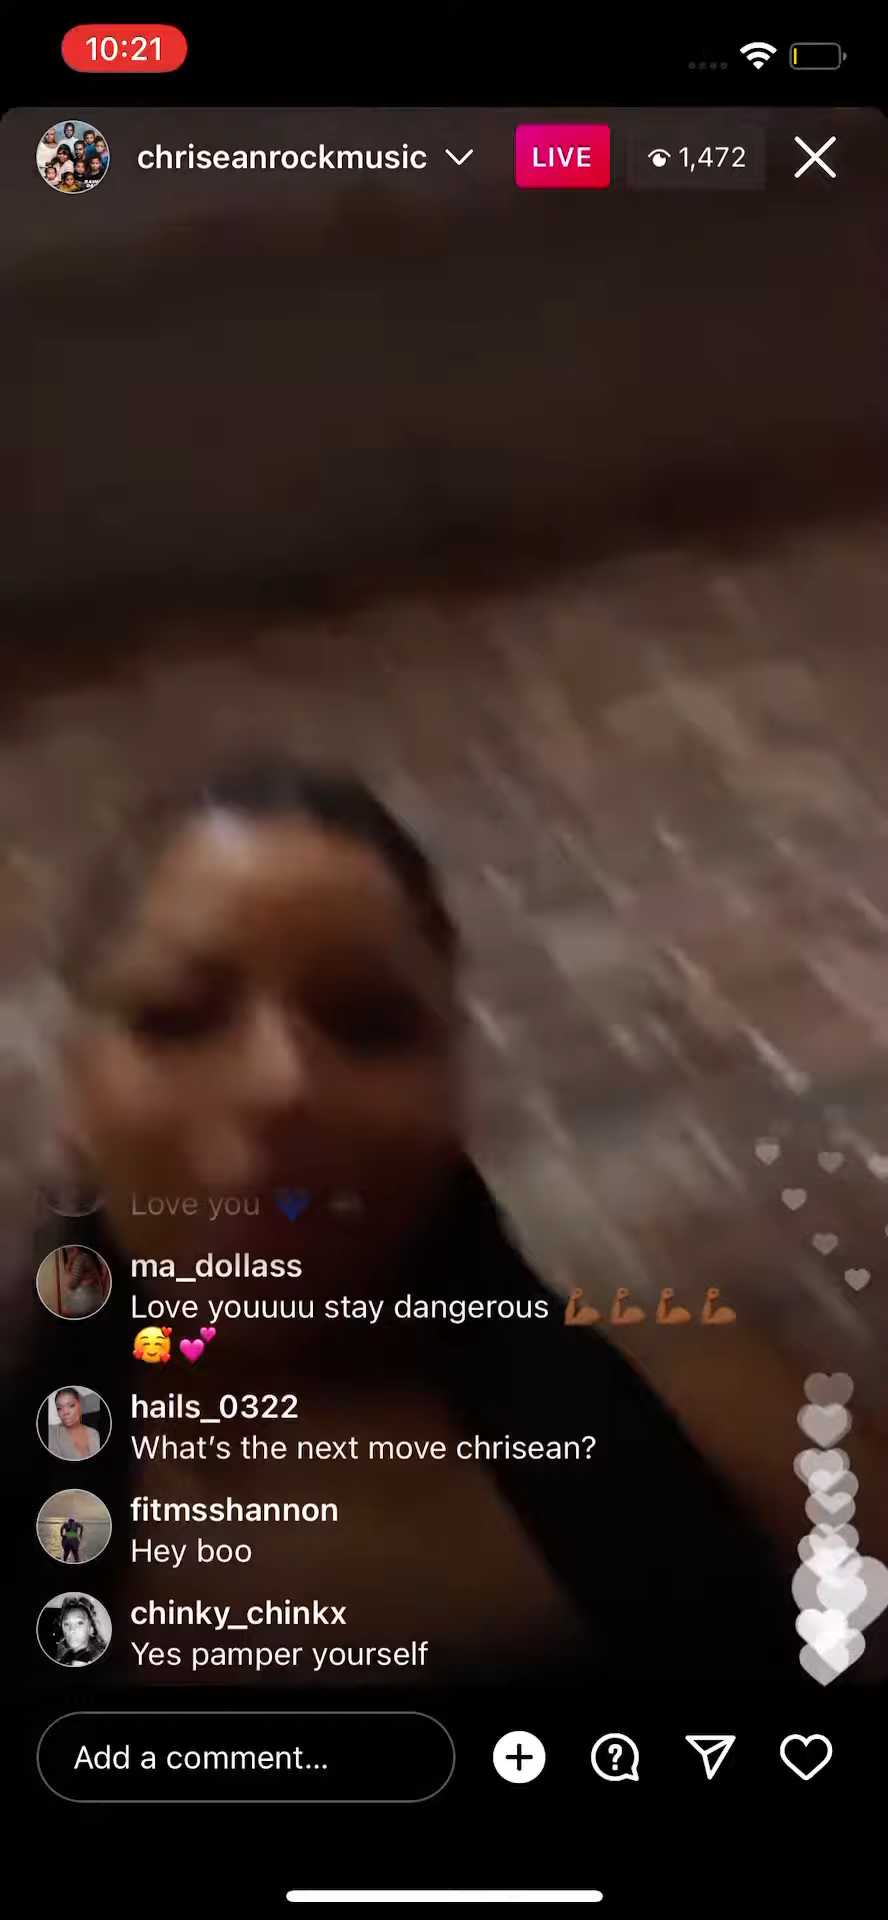 10:21
chriseanrockmusic
LIVE
1,472
Love you 💙
ma_dollass
Love youuuu stay dangerous 💪🏾💪🏾💪🏾💪🏾
🥰💕
hails_0322
What's the next move chrisean?
fitmsshannon
Hey boo
chinky_chinkx
Yes pamper yourself
Add a comment...